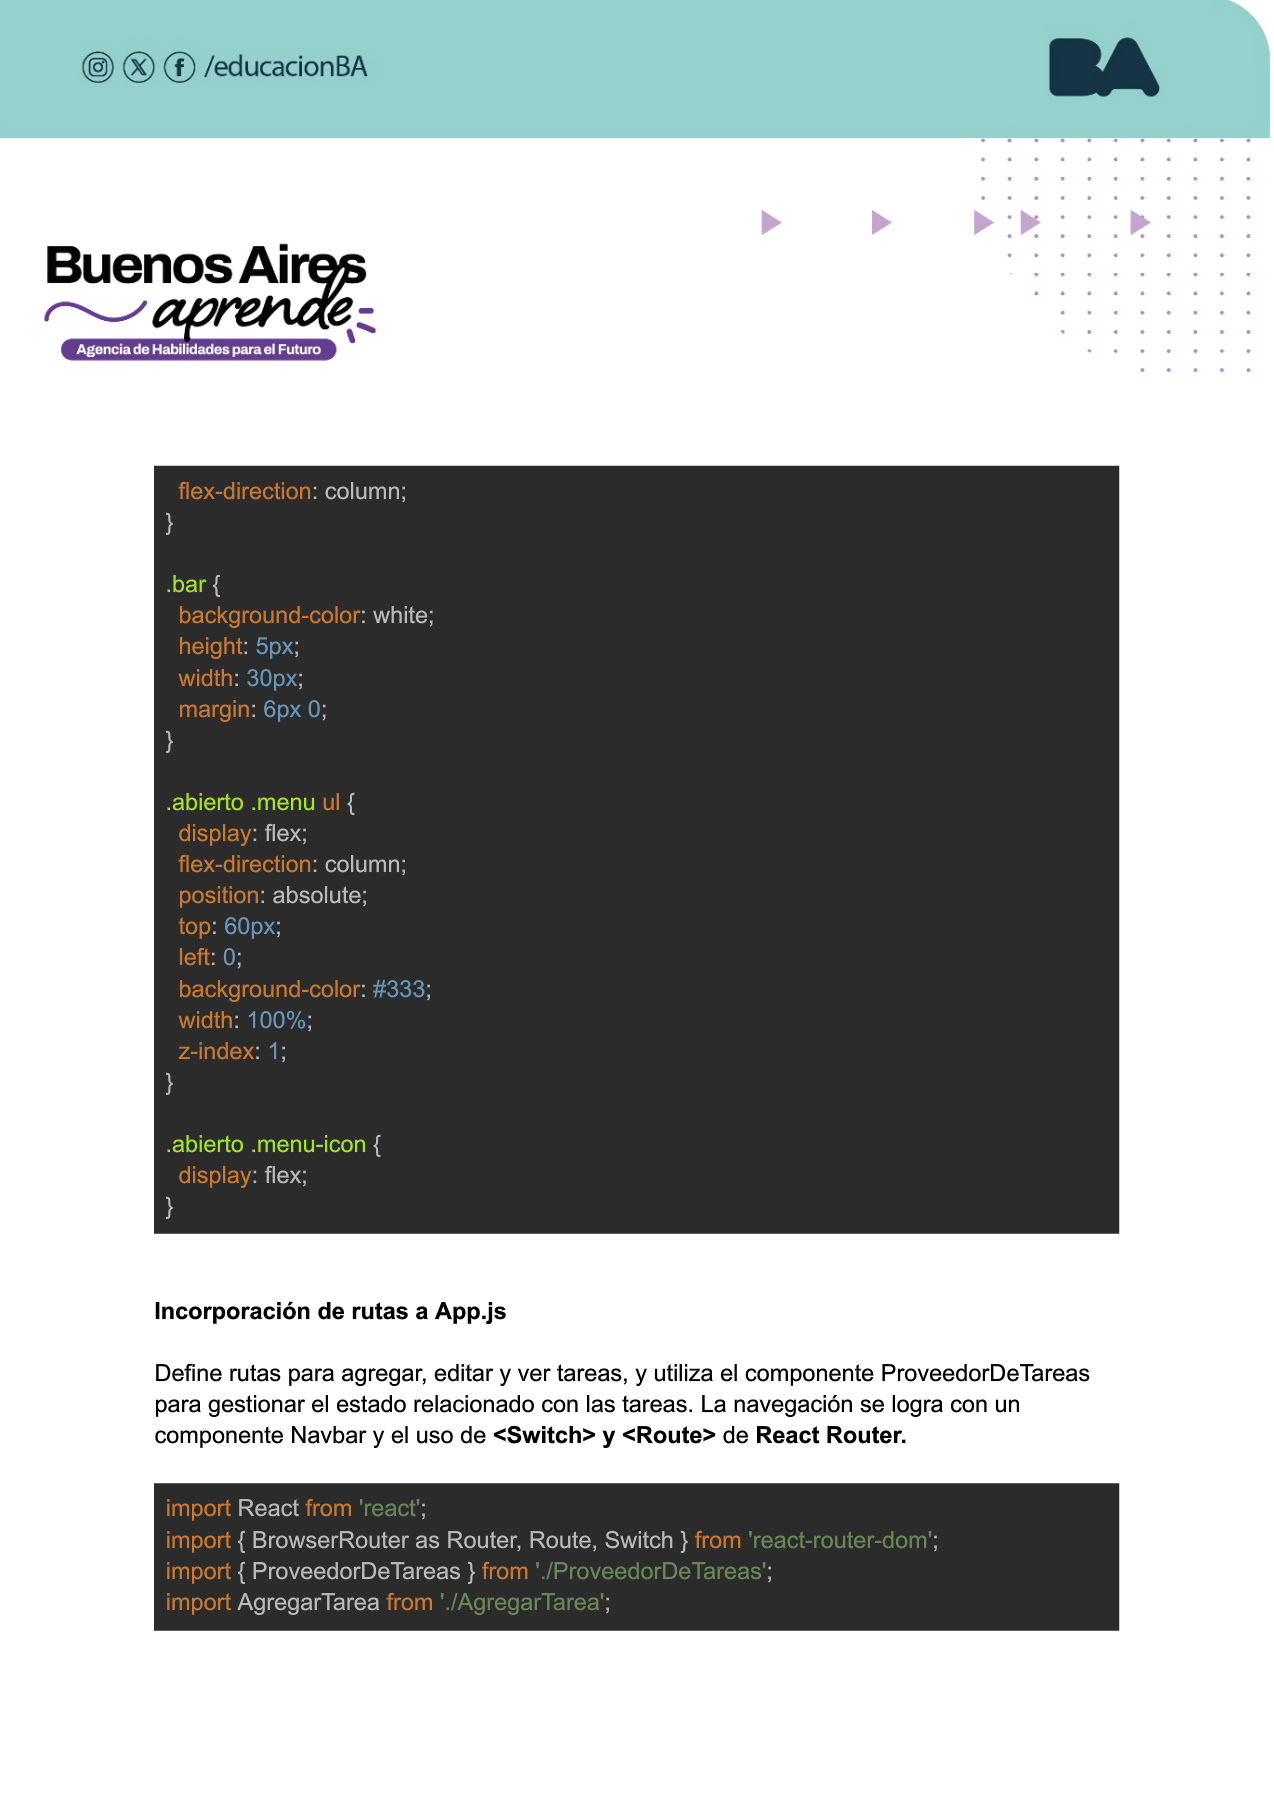 /educacionBA
BA
Buenos Aires
aprende
Agencia de Habilidades para el Futuro
flex-direction: column;
}
.bar {
background-color: white;
height: 5px;
width: 30px;
margin: 6px 0;
}
.abierto .menu ul {
display: flex;
flex-direction: column;
position: absolute;
top: 60px;
left: 0;
background-color: #333;
width: 100%;
z-index: 1;
}
.abierto .menu-icon {
display: flex;
}
Incorporación de rutas a App.js
Define rutas para agregar, editar y ver tareas, y utiliza el componente ProveedorDeTareas
para gestionar el estado relacionado con las tareas. La navegación se logra con un
componente Navbar y el uso de <Switch> y <Route> de React Router.
import React from 'react';
import { BrowserRouter as Router, Route, Switch } from 'react-router-dom';
import { ProveedorDeTareas } from './ProveedorDeTareas';
import AgregarTarea from './AgregarTarea';